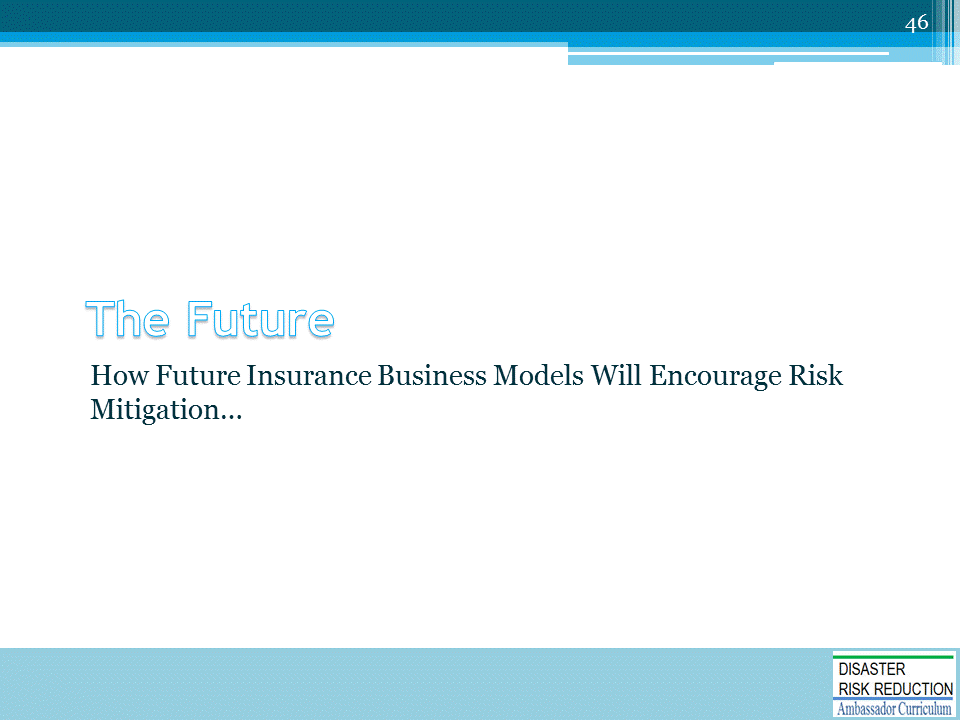 46
The Future
How Future Insurance Business Models Will Encourage Risk
Mitigation...
DISASTER
RISK REDUCTION
Ambassador Curriculum